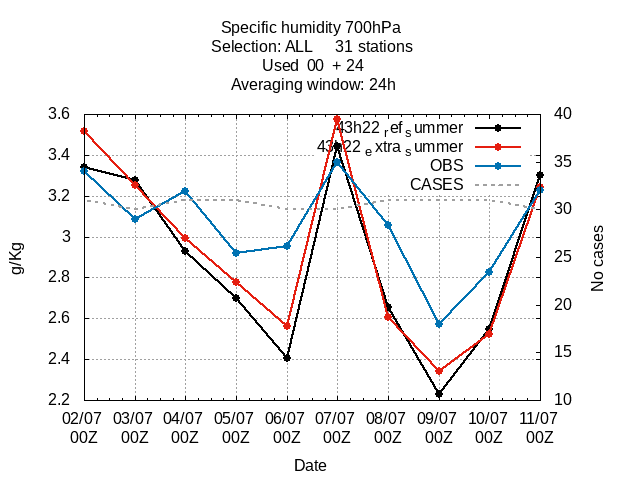 Specific humidity 700hPa
Selection: ALL 31 stations
Used 00 + 24
Averaging window: 24h
3.6
3.4
3.2
3
2.8
2.6
2.4
2.2
g/Kg
43h22 ref summer
43h22 extra summer
OBS
CASES
40
35
30
25
20
15
10
No cases
02/07 03/07 04/07 05/07 06/07 07/07 08/07 09/07 10/07 11/07
00Z 00Z 00Z 00Z 00Z 00Z 00Z 00Z 00Z 00Z
Date